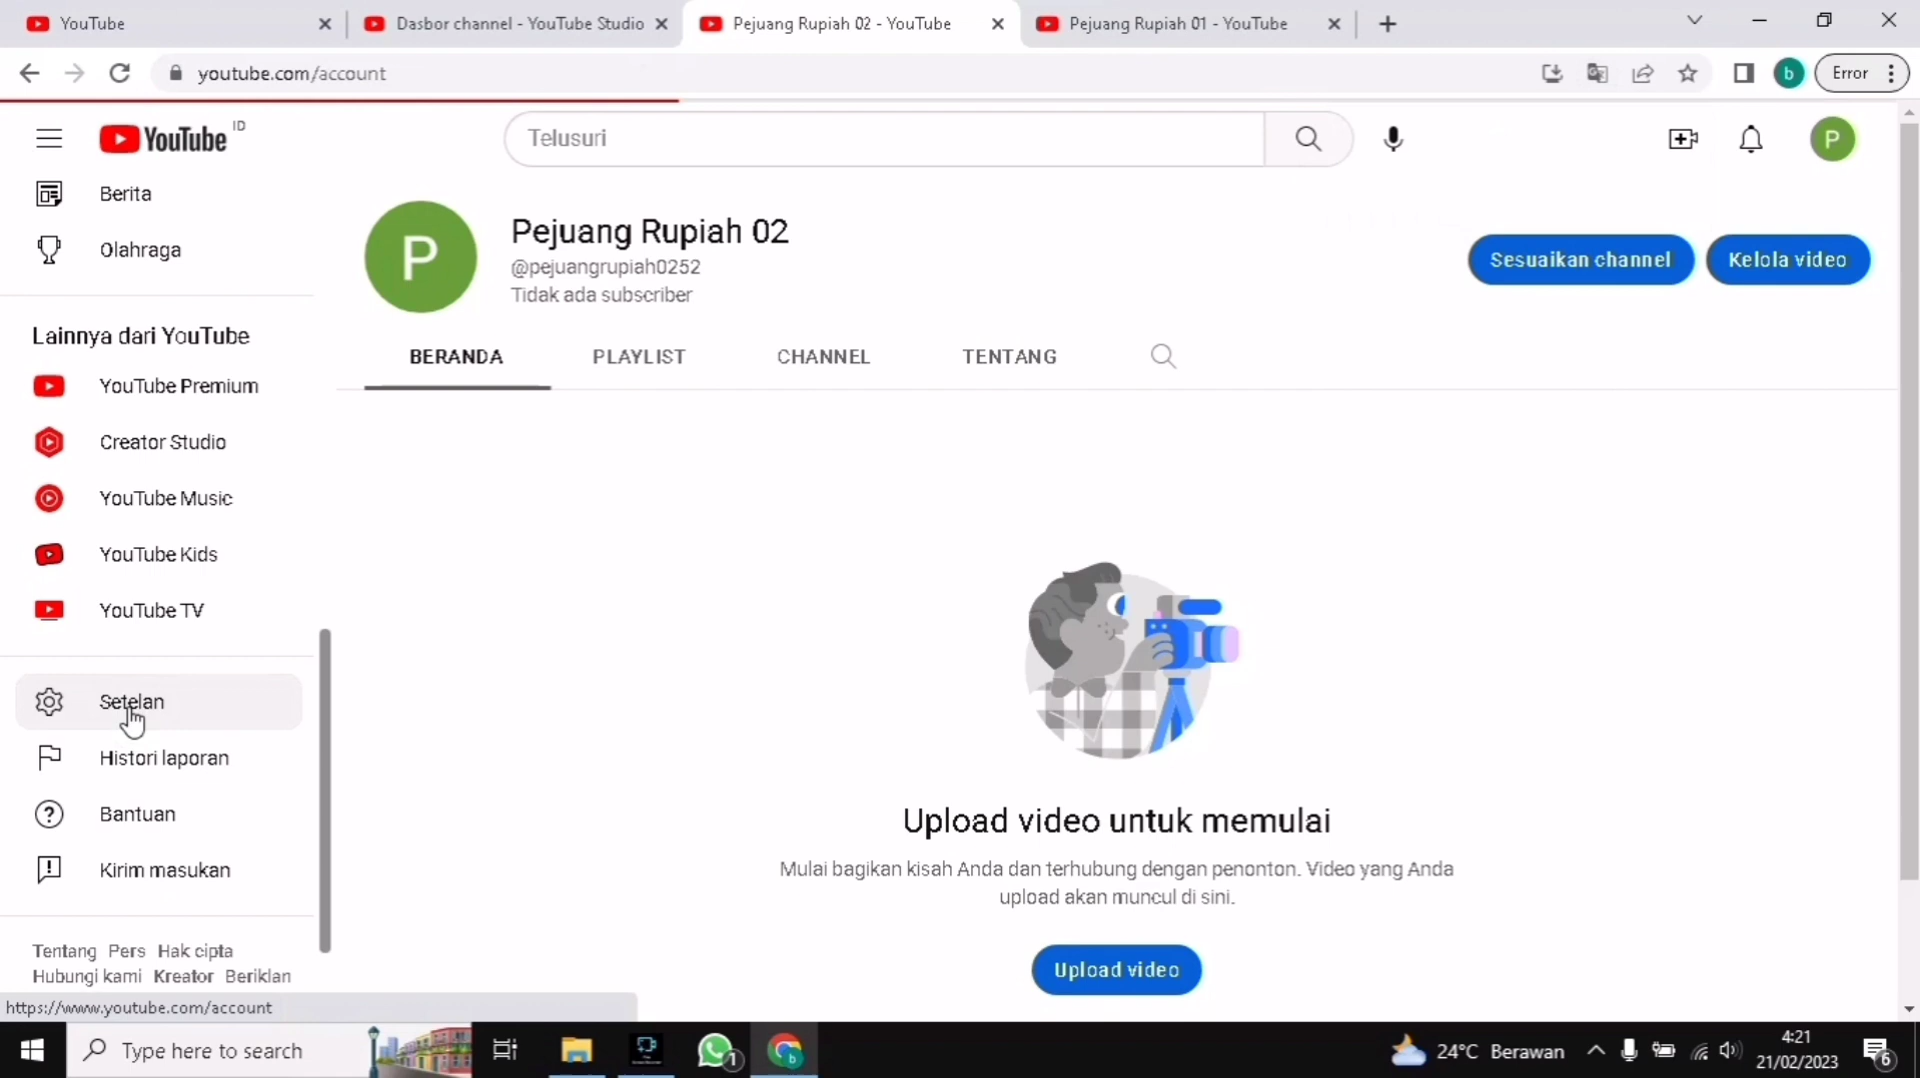 YouTube
Dasbor channel - YouTube Studio
Pejuang Rupiah 02 - YouTube
Pejuang Rupiah 01 - YouTube
youtube.com/account
b
Error
YouTube ID
Telusuri
P
Berita
Olahraga
Lainnya dari YouTube
YouTube Premium
Creator Studio
YouTube Music
YouTube Kids
YouTube TV
Setelan
Histori laporan
Bantuan
Kirim masukan
Tentang Pers Hak cipta
Hubungi kami Kreator Beriklan
https://www.youtube.com/account
P
Pejuang Rupiah 02
@pejuangrupiah0252
Tidak ada subscriber
Sesuaikan channel
Kelola video
BERANDA
PLAYLIST
CHANNEL
TENTANG
Upload video untuk memulai
Mulai bagikan kisah Anda dan terhubung dengan penonton. Video yang Anda
upload akan muncul di sini.
Upload video
Type here to search
1
b
24°C Berawan
4:21
21/02/2023
6